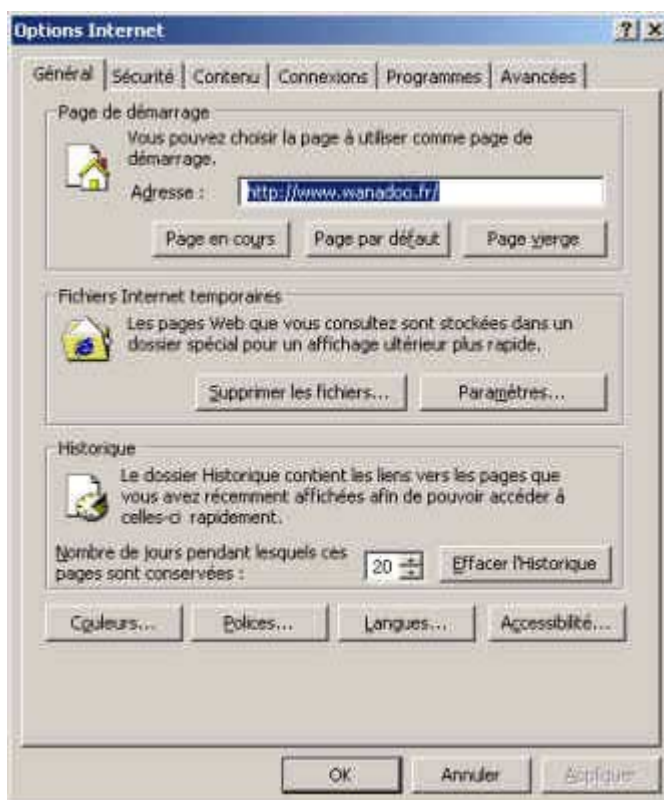 Options Internet
Général Sécurité Contenu Connexions Programmes Avancées
Page de démarrage
Vous pouvez choisir la page à utiliser comme page de
démarrage.
Adresse : http://www.wanadoo.fr/
Page en cours Page par défaut Page vierge
Fichiers Internet temporaires
Les pages Web que vous consultez sont stockées dans un
dossier spécial pour un affichage ultérieur plus rapide.
Supprimer les fichiers... Paramètres...
Historique
Le dossier Historique contient les liens vers les pages que
vous avez récemment affichées afin de pouvoir accéder à
celles-ci rapidement.
Nombre de jours pendant lesquels ces
pages sont conservées : 20 Effacer l'Historique
Couleurs... Polices... Langues... Accessibilité...
OK Annuler Appliquer